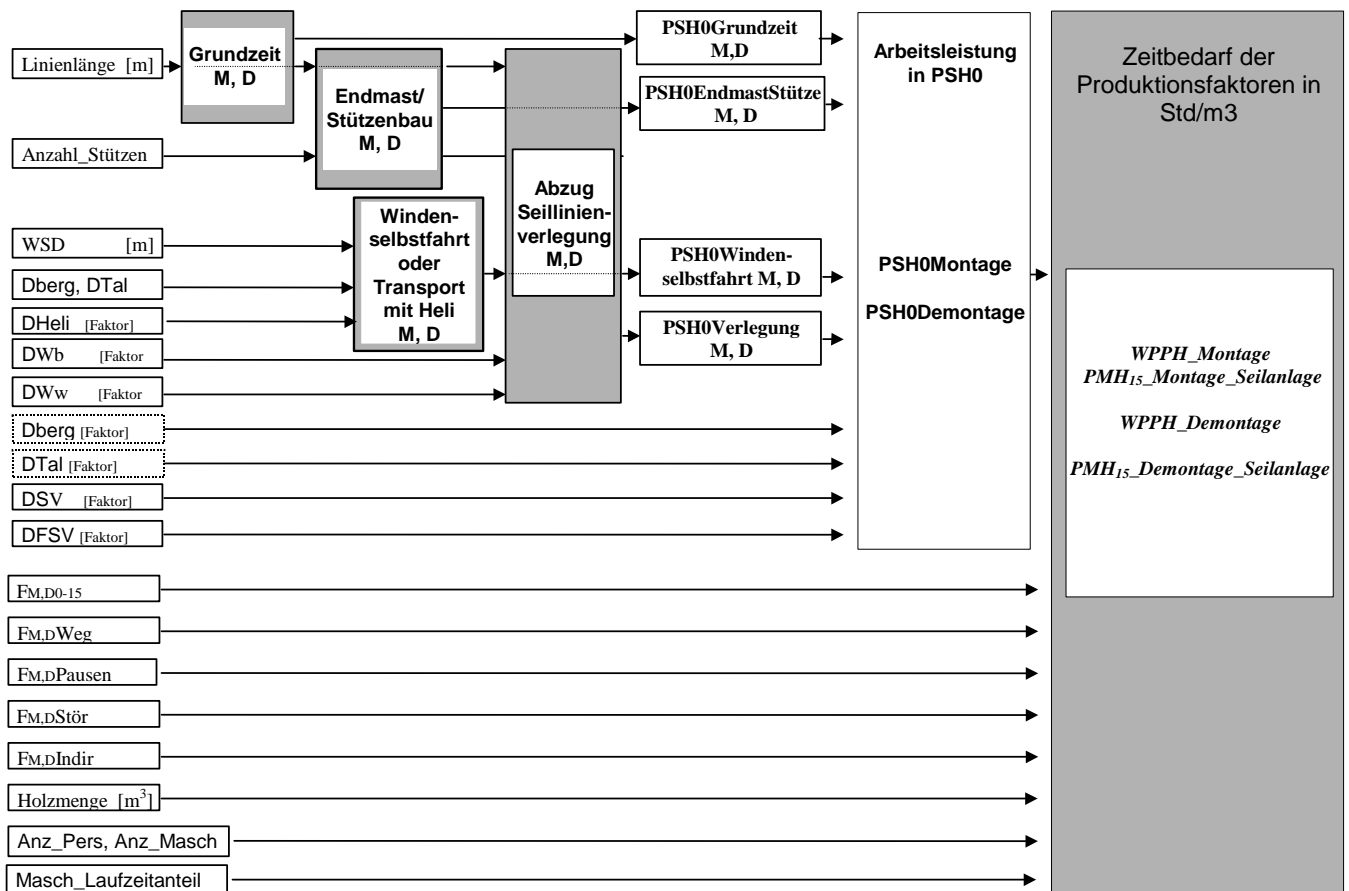 Linienlänge [m]
Anzahl_Stützen
WSD [m]
Dberg, DTal
DHeli [Faktor]
DWb [Faktor
DWw [Faktor
Dberg [Faktor]
DTal [Faktor]
DSV [Faktor]
DFSV [Faktor]
FM,D0-15
FM,DWeg
FM,DPausen
FM,DStör
FM,DIndir
Holzmenge [m³]
Anz_Pers, Anz_Masch
Masch_Laufzeitanteil
Grundzeit
M, D
Endmast/
Stützenbau
M, D
Winden-
selbstfahrt
oder
Transport
mit Heli
M, D
Abzug
Seillinien-
verlegung
M,D
PSH0Grundzeit
M,D
PSH0EndmastStütze
M, D
PSH0Winden-
selbstfahrt M, D
PSH0Verlegung
M, D
Arbeitsleistung
in PSH0
PSH0Montage
PSH0Demontage
Zeitbedarf der
Produktionsfaktoren in
Std/m3
WPPH_Montage
PMH₁₅_Montage_Seilanlage
WPPH_Demontage
PMH₁₅_Demontage_Seilanlage